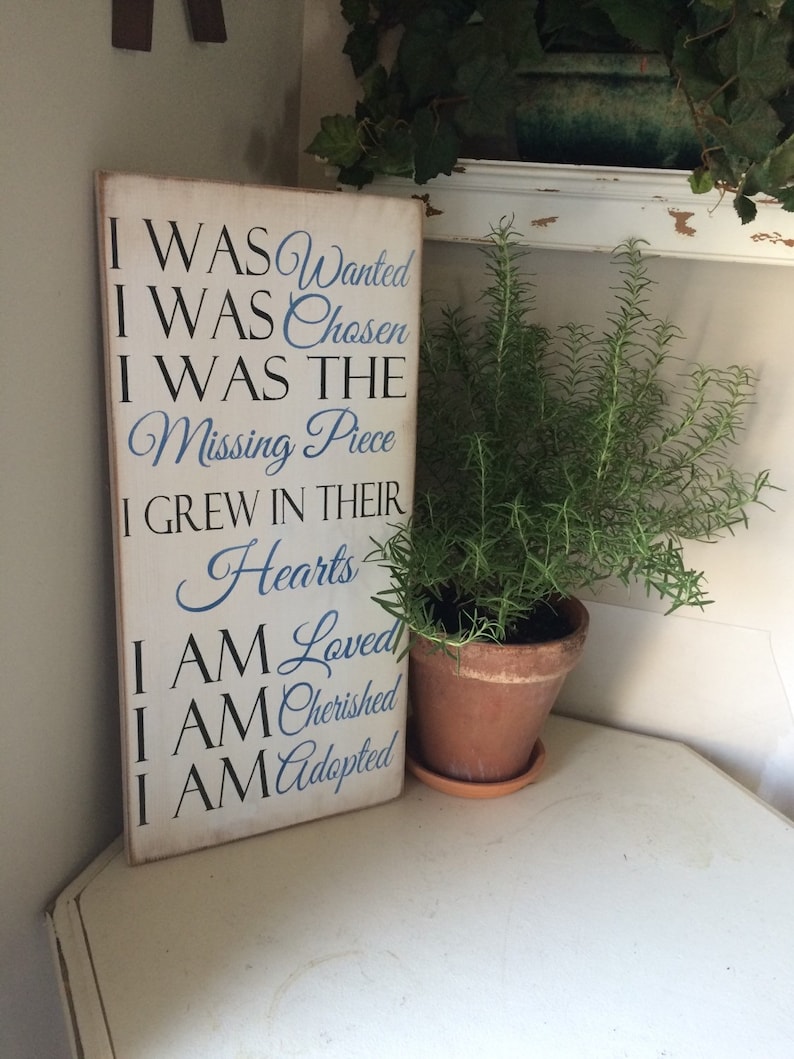 I WAS Wanted
I WAS Chosen
I WAS THE
Missing Piece
I GREW IN THEIR
Hearts
I AM Loved
I AM Cherished
I AM Adopted